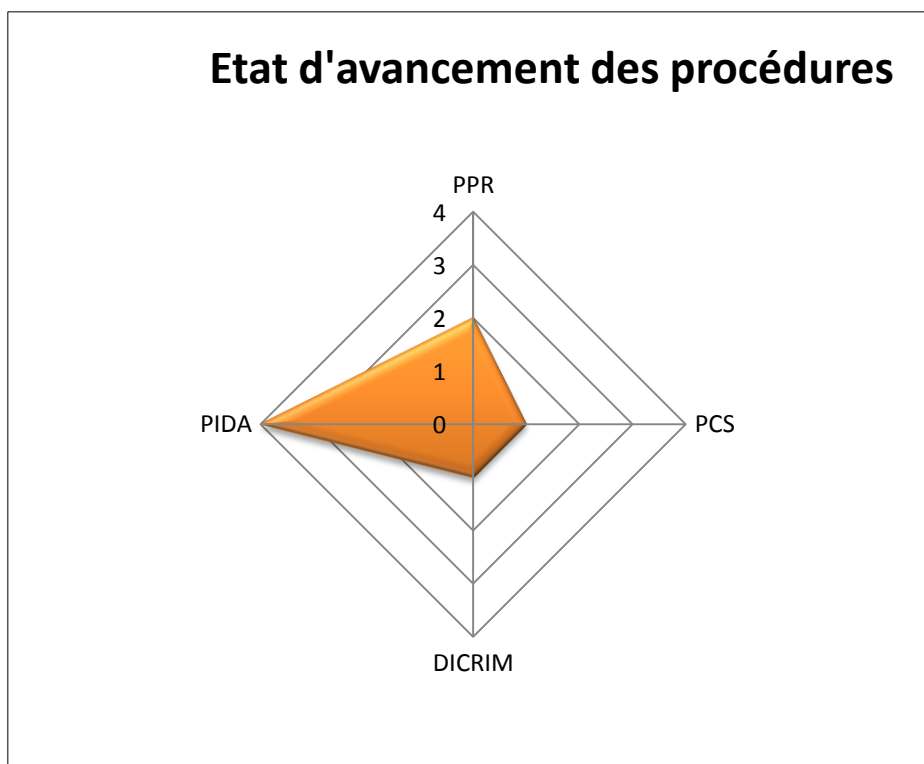 Etat d'avancement des procédures
PPR
4
3
2
1
0
PIDA
PCS
DICRIM